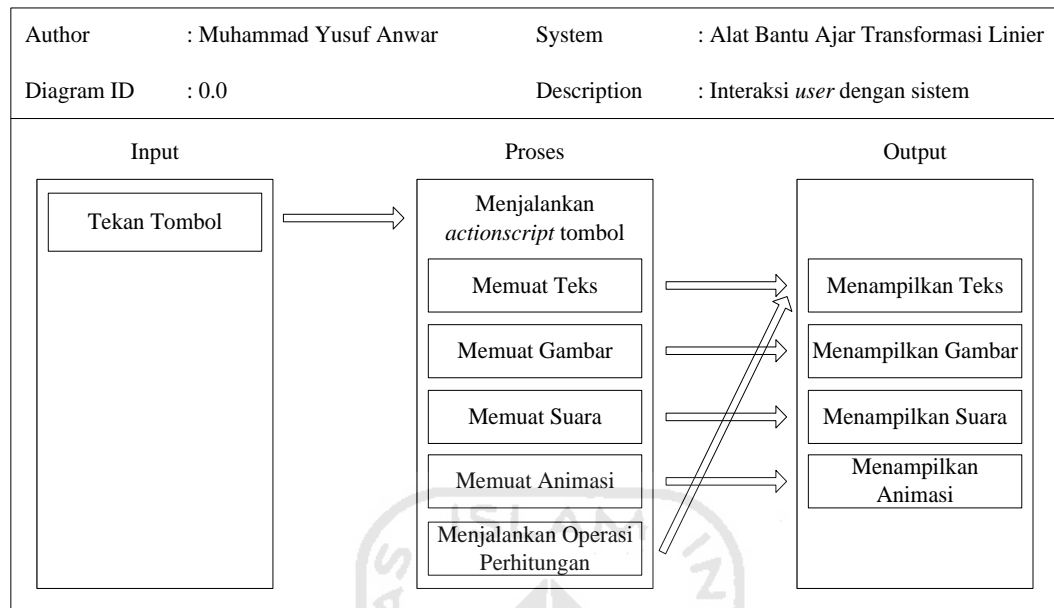 Author : Muhammad Yusuf Anwar System : Alat Bantu Ajar Transformasi Linier
Diagram ID : 0.0 Description : Interaksi user dengan sistem
Input Proses Output
Tekan Tombol
Menjalankan
actionscript tombol
Memuat Teks
Memuat Gambar
Memuat Suara
Memuat Animasi
Menjalankan Operasi
Perhitungan
Menampilkan Teks
Menampilkan Gambar
Menampilkan Suara
Menampilkan
Animasi
ISLAM